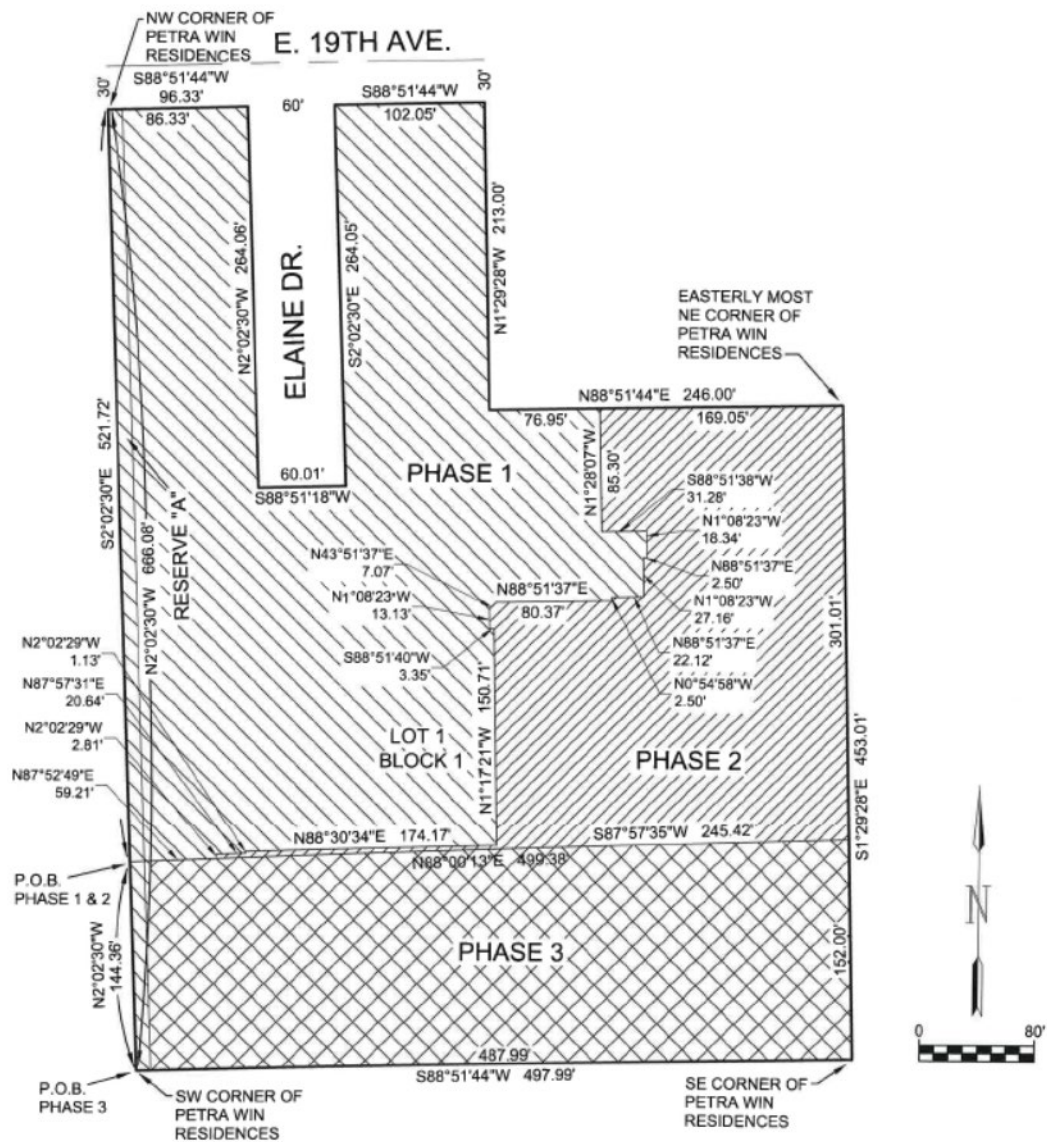 NW CORNER OF
PETRA WIN
RESIDENCES
E. 19TH AVE.
30'
S88°51'44"W
96.33'
86.33'
60'
S88°51'44"W
102.05'
30'
N2°02'30"W 264.06'
ELAINE DR.
S2°02'30"E 264.05'
N1°29'28"W 213.00'
EASTERLY MOST
NE CORNER OF
PETRA WIN
RESIDENCES
N88°51'44"E 246.00'
76.95'
169.05'
60.01'
S88°51'18"W
PHASE 1
N1°28'07"W
85.30'
S88°51'38"W
31.28'
N1°08'23"W
18.34'
N88°51'37"E
2.50'
N1°08'23"W
27.16'
N88°51'37"E
22.12'
N0°54'58"W
2.50'
S2°02'30"E 521.72'
N2°02'30"W 666.08'
RESERVE "A"
N43°51'37"E
7.07'
N1°08'23"W
13.13'
S88°51'40"W
3.35'
N88°51'37"E
80.37'
301.01'
N2°02'29"W
1.13'
N87°57'31"E
20.64'
N2°02'29"W
2.81'
N87°52'49"E
59.21'
LOT 1
BLOCK 1
N1°17'21"W 150.71'
PHASE 2
S1°29'28"E 453.01'
N88°30'34"E 174.17'
S87°57'35"W 245.42'
N88°00'13"E 499.38'
P.O.B.
PHASE 1 & 2
N2°02'30"W
144.36'
PHASE 3
152.00'
N
0 80'
487.99'
S88°51'44"W 497.99'
P.O.B.
PHASE 3
SW CORNER OF
PETRA WIN
RESIDENCES
SE CORNER OF
PETRA WIN
RESIDENCES